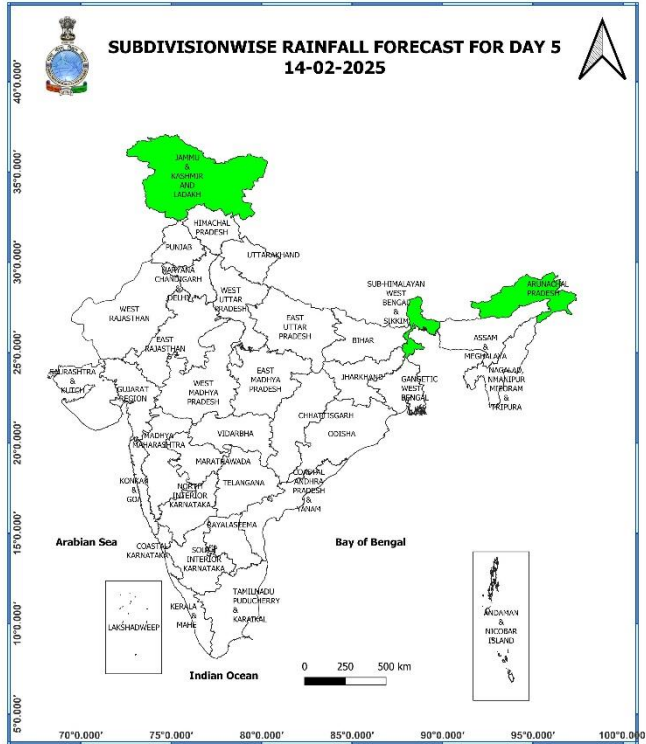 SUBDIVISIONWISE RAINFALL FORECAST FOR DAY 5
14-02-2025
40°0.000'
35°0.000'
30°0.000'
25°0.000'
20°0.000'
15°0.000'
10°0.000'
5°0.000'
JAMMU
&
KASHMIR
AND
LADAKH
HIMACHAL
PRADESH
PUNJAB
UTTARAKHAND
HARYANA
CHANDIGARH
&
DELHI
WEST
UTTAR
PRADESH
WEST
RAJASTHAN
EAST
RAJASTHAN
EAST
UTTAR
PRADESH
SUB-HIMALAYAN
WEST
BENGAL
&
SIKKIM
ARUNACHAL
PRADESH
BIHAR
ASSAM
&
MEGHALAYA
NAGALAD
NMANIPUR
MIZORAM
&
TRIPURA
SAURASHTRA
&
KUTCH
GUJARAT
REGION
WEST
MADHYA
PRADESH
EAST
MADHYA
PRADESH
JHARKHAND
GANGETIC
WEST
BENGAL
CHHATISGARH
ODISHA
MADHYA
MAHARASHTRA
VIDARBHA
MARATHAWADA
KONKAN
&
GOA
NORTH
INTERIOR
KARNATAKA
TELANGANA
COASTAL
ANDHRA
PRADESH
&
YANAM
RAYALASEEMA
Arabian Sea
Bay of Bengal
COASTAL
KARNATAKA
SOUTH
INTERIOR
KARNATAKA
LAKSHADWEEP
KERALA
&
MAHE
TAMILNADU
PUDUCHERRY
&
KARAIKAL
ANDAMAN
&
NICOBAR
ISLAND
Indian Ocean
0 250 500 km
70°0.000' 75°0.000' 80°0.000' 85°0.000' 90°0.000' 95°0.000' 100°0.000'